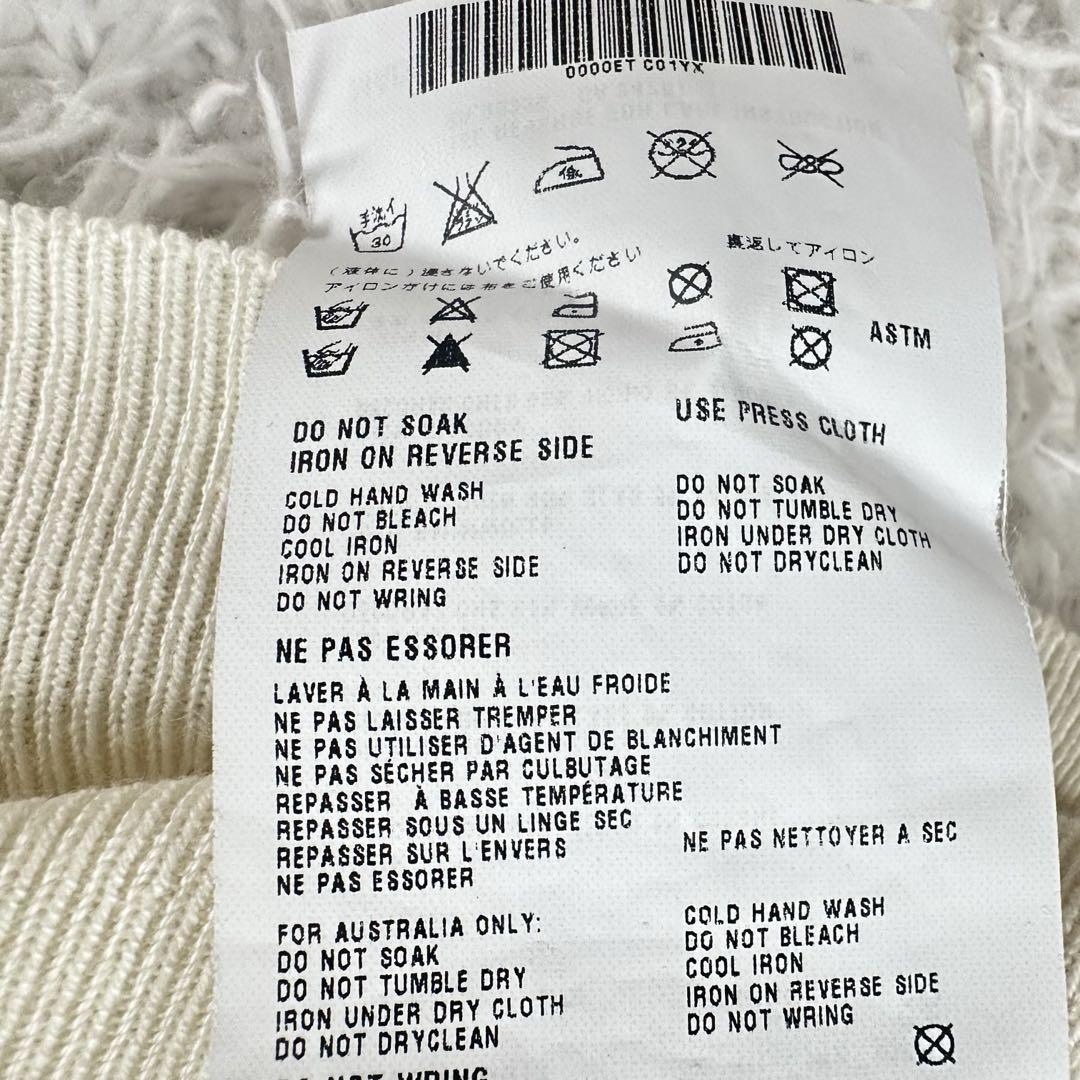 0000ET C01YX
手洗イ
30
低
（液体に）浸さないでください。
裏返してアイロン
アイロンがけには布をご使用ください
ASTM
DO NOT SOAK
USE PRESS CLOTH
IRON ON REVERSE SIDE
COLD HAND WASH
DO NOT SOAK
DO NOT BLEACH
DO NOT TUMBLE DRY
COOL IRON
IRON UNDER DRY CLOTH
IRON ON REVERSE SIDE
DO NOT DRYCLEAN
DO NOT WRING
NE PAS ESSORER
LAVER À LA MAIN À L'EAU FROIDE
NE PAS LAISSER TREMPER
NE PAS UTILISER D'AGENT DE BLANCHIMENT
NE PAS SÉCHER PAR CULBUTAGE
REPASSER À BASSE TEMPÉRATURE
REPASSER SOUS UN LINGE SEC
NE PAS NETTOYER A SEC
REPASSER SUR L'ENVERS
NE PAS ESSORER
FOR AUSTRALIA ONLY:
COLD HAND WASH
DO NOT SOAK
DO NOT BLEACH
DO NOT TUMBLE DRY
COOL IRON
IRON UNDER DRY CLOTH
IRON ON REVERSE SIDE
DO NOT DRYCLEAN
DO NOT WRING
DO NOT WRING